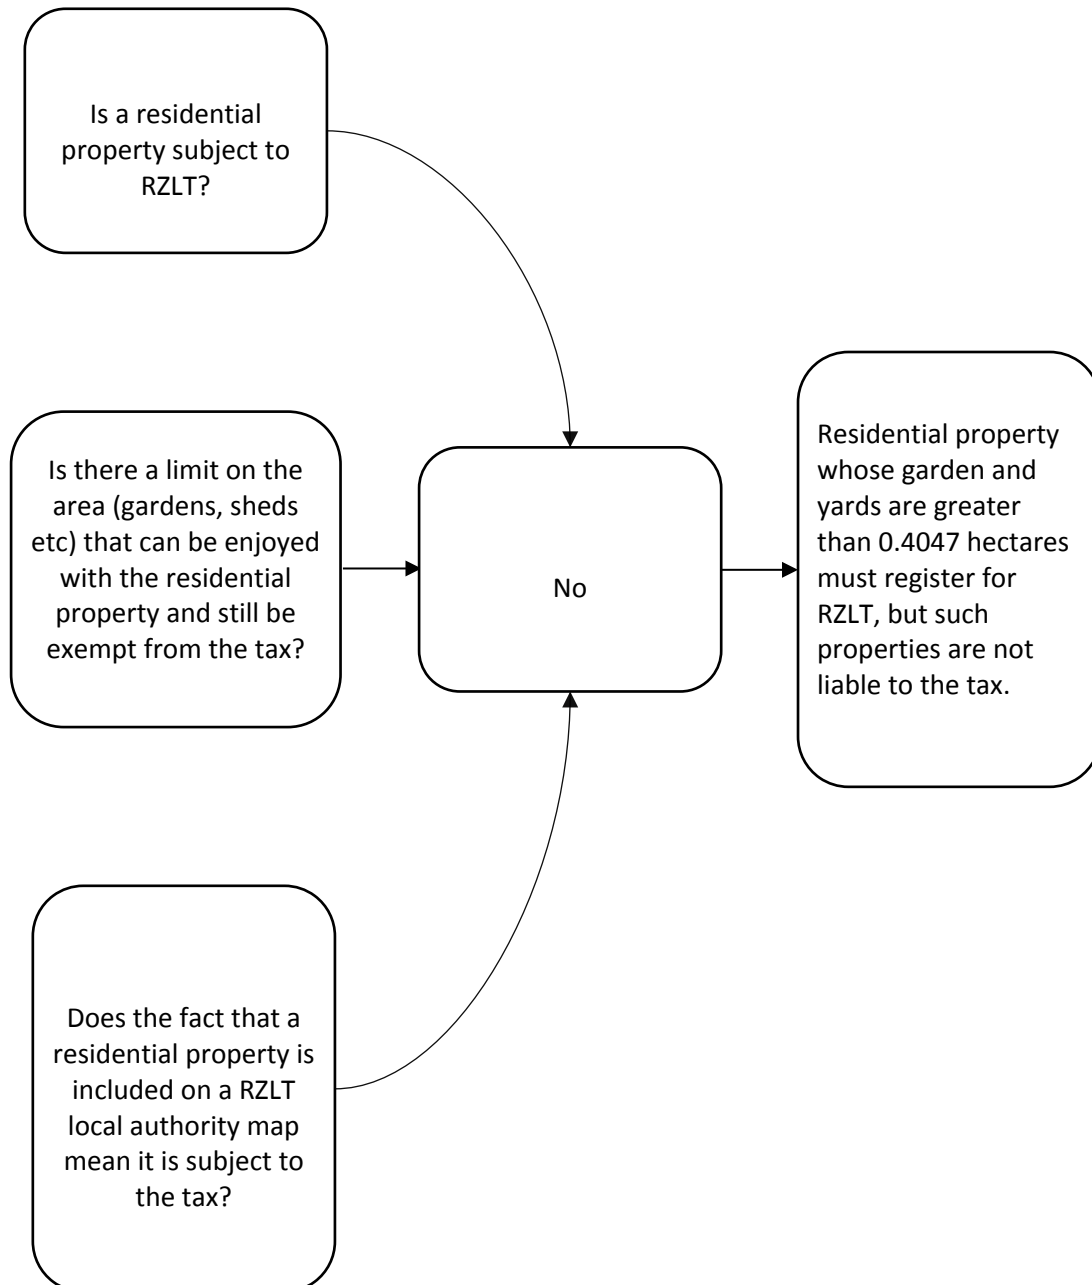 Is a residential
property subject to
RZLT?
Is there a limit on the
area (gardens, sheds
etc) that can be enjoyed
with the residential
property and still be
exempt from the tax?
No
Residential property
whose garden and
yards are greater
than 0.4047 hectares
must register for
RZLT, but such
properties are not
liable to the tax.
Does the fact that a
residential property is
included on a RZLT
local authority map
mean it is subject to
the tax?